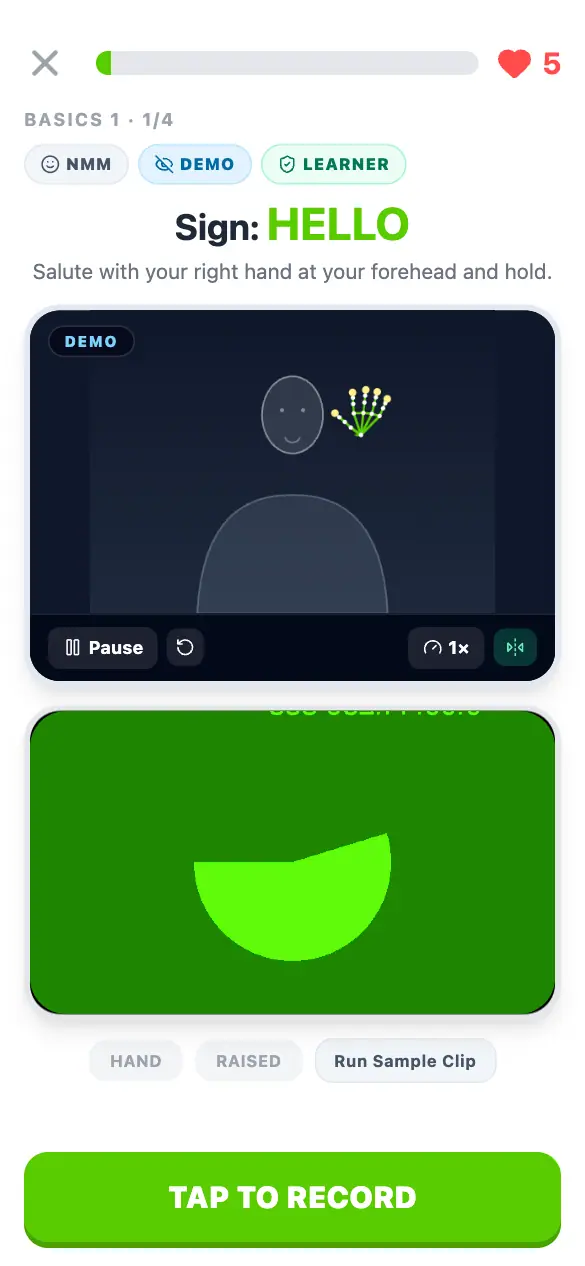 5
BASICS 1 · 1/4
NMM DEMO LEARNER
Sign: HELLO
Salute with your right hand at your forehead and hold.
DEMO
Pause 1×
HAND RAISED Run Sample Clip
TAP TO RECORD